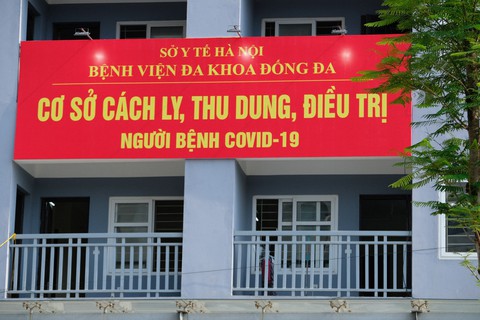 SỞ Y TẾ HÀ NỘI
BỆNH VIỆN ĐA KHOA ĐỐNG ĐA
CƠ SỞ CÁCH LY, THU DUNG, ĐIỀU TRỊ
NGƯỜI BỆNH COVID-19